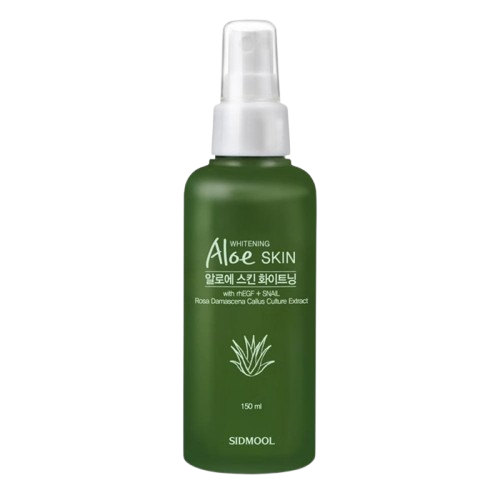 WHITENING
Aloe SKIN
알로에 스킨 화이트닝
with rhEGF + SNAIL
Rosa Damascena Callus Culture Extract
150 ml
SIDMOOL